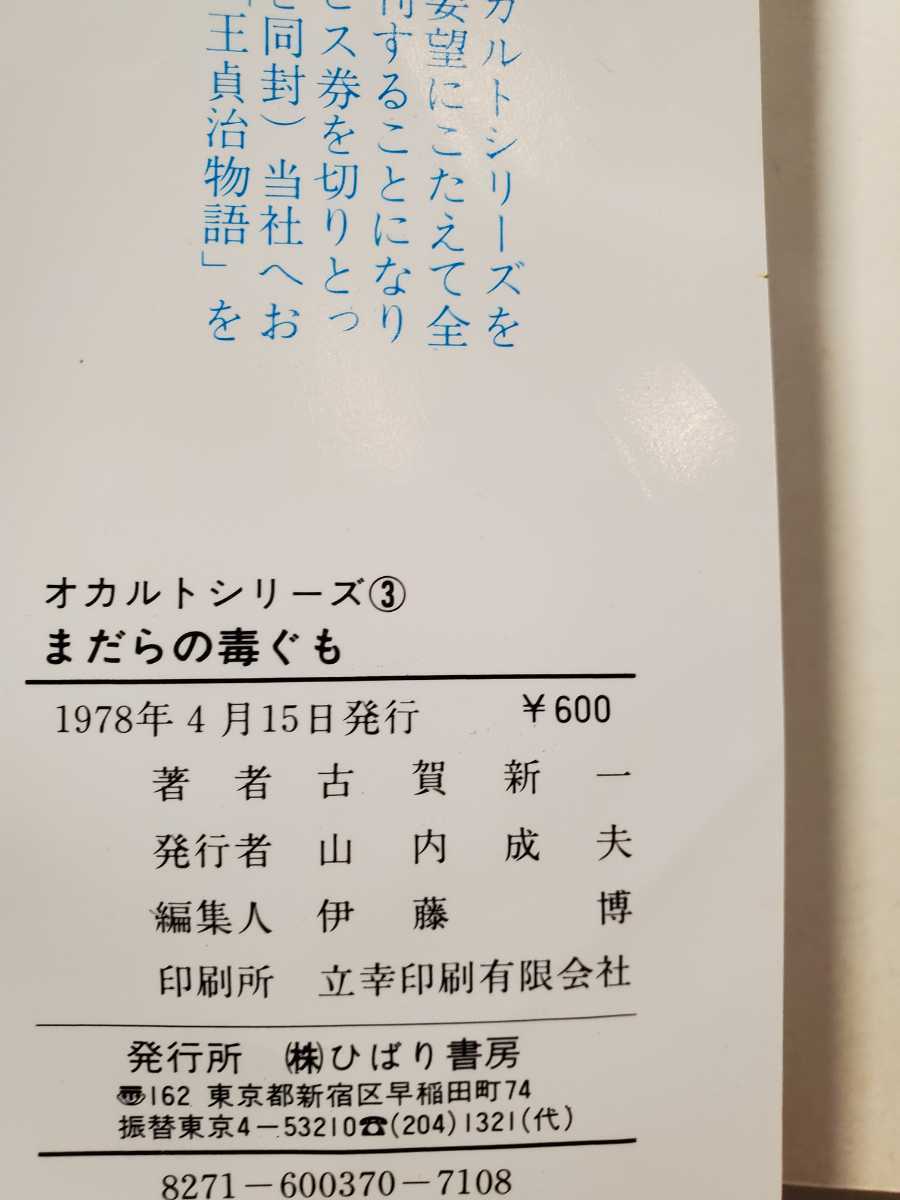 カルトシリーズを
要望にこたえて全
刊することになり
ビス券を切りとっ
と同封）当社へお
「王貞治物語」を
オカルトシリーズ③
まだらの毒ぐも
1978年4月15日発行 ¥600
著者 古賀新一
発行者 山内成夫
編集人 伊藤博
印刷所 立幸印刷有限会社
発行所 ㈱ひばり書房
〠162 東京都新宿区早稲田町74
振替東京4－53210☎(204)1321(代)
8271－600370－7108